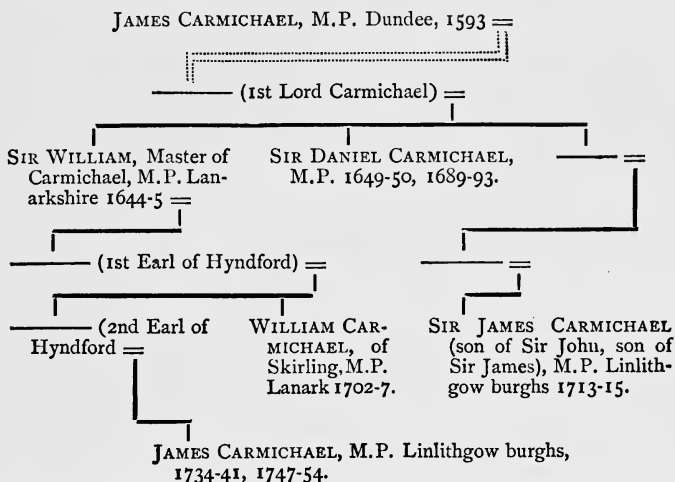 JAMES CARMICHAEL, M.P. Dundee, 1593 =
(1st Lord Carmichael) =
SIR WILLIAM, Master of
Carmichael, M.P. Lan-
arkshire 1644-5 =
SIR DANIEL CARMICHAEL,
M.P. 1649-50, 1689-93.
=
(1st Earl of Hyndford) =
=
(2nd Earl of
Hyndford =
WILLIAM CAR-
MICHAEL, of
Skirling, M.P.
Lanark 1702-7.
SIR JAMES CARMICHAEL
(son of Sir John, son of
Sir James), M.P. Linlith-
gow burghs 1713-15.
JAMES CARMICHAEL, M.P. Linlithgow burghs,
1734-41, 1747-54.